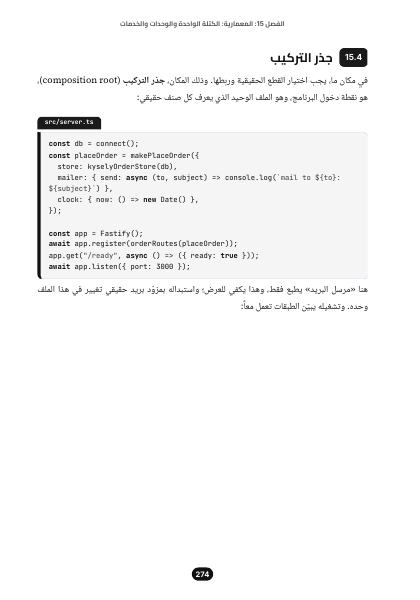 الفصل 15: المعمارية: الكتلة الواحدة والوحدات والخدمات
15.4 جذر التركيب
في مكان ما، يجب اختيار القطع الحقيقية وربطها. وذلك المكان، جذر التركيب (composition root)،
هو نقطة دخول البرنامج، وهو الملف الوحيد الذي يعرف كل صنف حقيقي:
src/server.ts
const db = connect();
const placeOrder = makePlaceOrder({
  store: kyselyOrderStore(db),
  mailer: { send: async (to, subject) => console.log(`mail to ${to}:
${subject}`) },
  clock: { now: () => new Date() },
});

const app = Fastify();
await app.register(orderRoutes(placeOrder));
app.get("/ready", async () => ({ ready: true }));
await app.listen({ port: 3000 });
هنا «مرسل البريد» يطبع فقط، وهذا يكفي للعرض؛ واستبداله بمزوّد بريد حقيقي تغيير في هذا الملف
وحده. وتشغيله يبيّن الطبقات تعمل معاً:
274